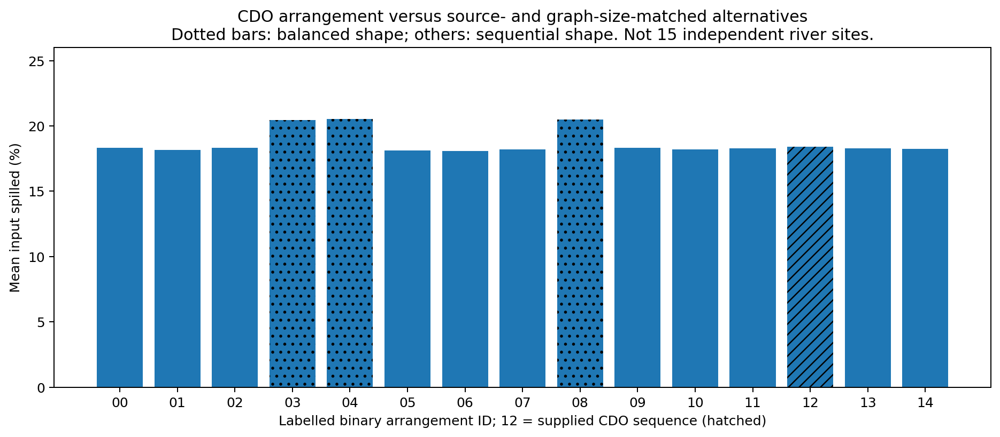 CDO arrangement versus source- and graph-size-matched alternatives
Dotted bars: balanced shape; others: sequential shape. Not 15 independent river sites.
Mean input spilled (%)
25
20
15
10
5
0
00 01 02 03 04 05 06 07 08 09 10 11 12 13 14
Labelled binary arrangement ID; 12 = supplied CDO sequence (hatched)